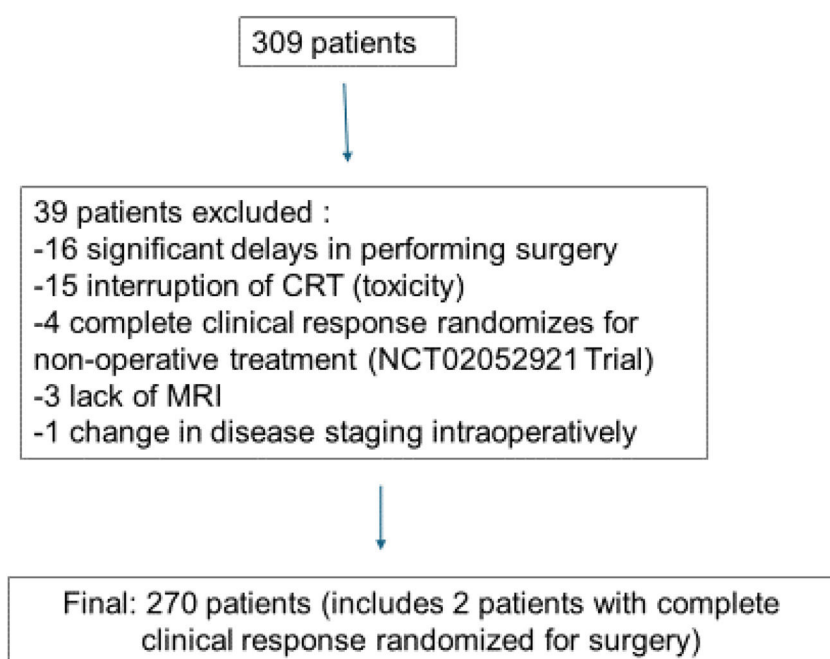 309 patients
39 patients excluded :
-16 significant delays in performing surgery
-15 interruption of CRT (toxicity)
-4 complete clinical response randomizes for
non-operative treatment (NCT02052921 Trial)
-3 lack of MRI
-1 change in disease staging intraoperatively
Final: 270 patients (includes 2 patients with complete
clinical response randomized for surgery)